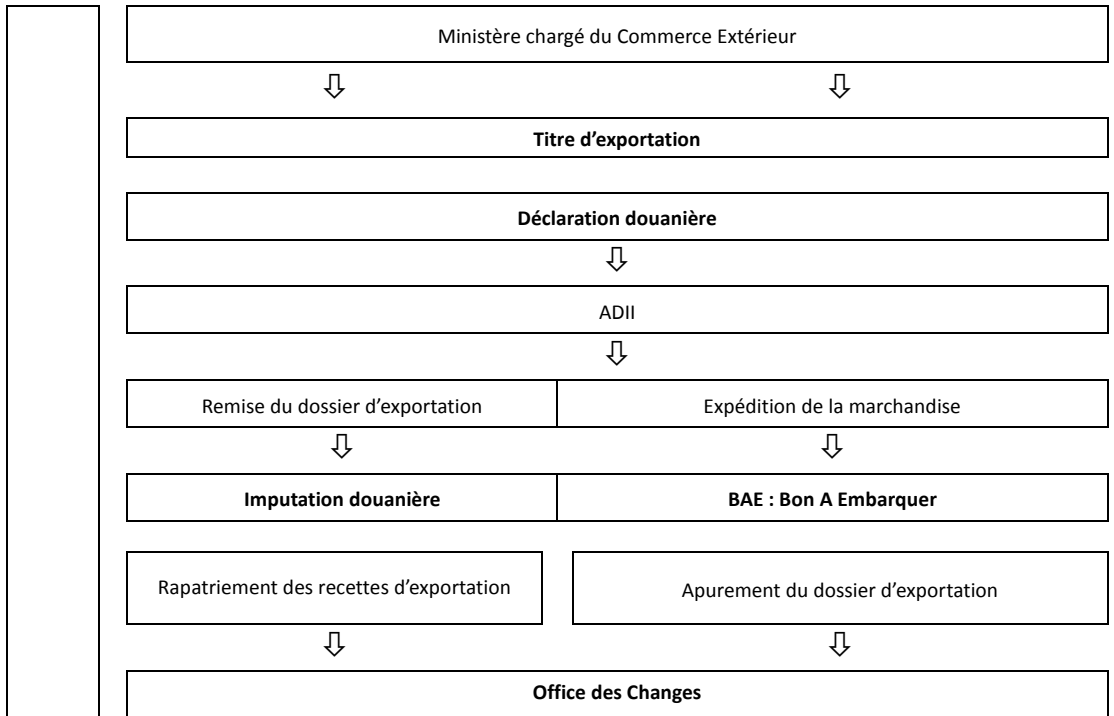 Ministère chargé du Commerce Extérieur
Titre d'exportation
Déclaration douanière
ADII
Remise du dossier d'exportation
Expédition de la marchandise
Imputation douanière
BAE : Bon A Embarquer
Rapatriement des recettes d'exportation
Apurement du dossier d'exportation
Office des Changes